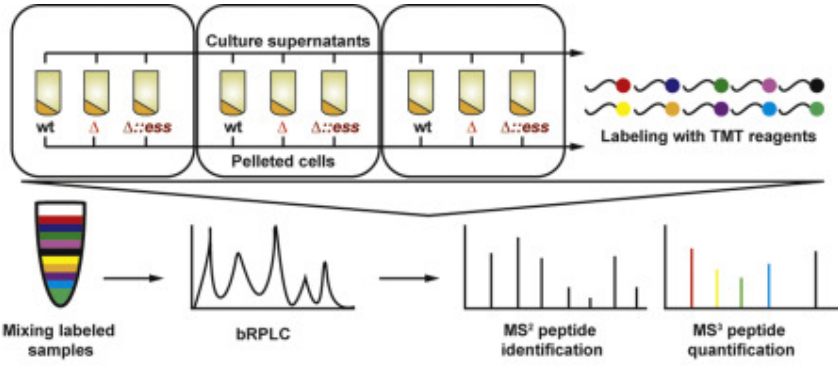 Culture supernatants
wt Δ Δ::ess wt Δ Δ::ess wt Δ Δ::ess
Pelleted cells
Labeling with TMT reagents
Mixing labeled
samples
bRPLC
MS² peptide
identification
MS³ peptide
quantification